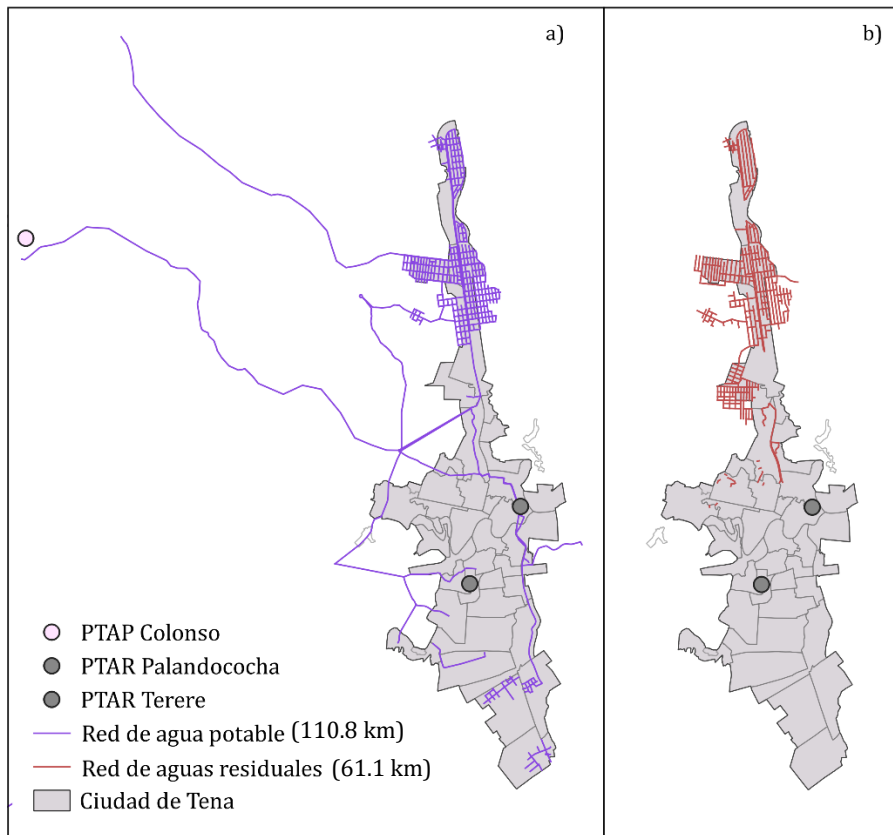 a)
b)
PTAP Colonso
PTAR Palandococha
PTAR Terere
Red de agua potable (110.8 km)
Red de aguas residuales (61.1 km)
Ciudad de Tena